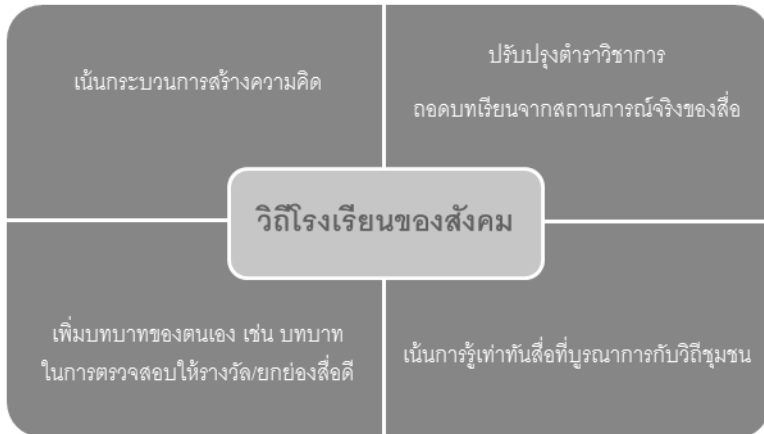 เน้นกระบวนการสร้างความคิด
ปรับปรุงตำราวิชาการ
ถอดบทเรียนจากสถานการณ์จริงของสื่อ
วิถีโรงเรียนของสังคม
เพิ่มบทบาทของตนเอง เช่น บทบาท
ในการตรวจสอบให้รางวัล/ยกย่องสื่อดี
เน้นการรู้เท่าทันสื่อที่บูรณาการกับวิถีชุมชน